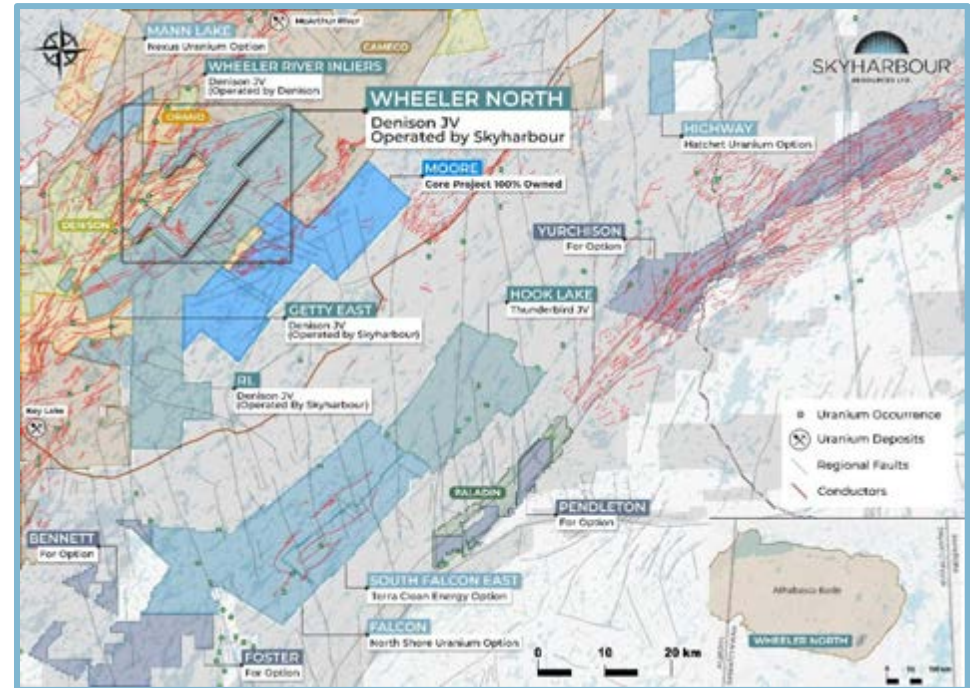 McArthur River
MANN LAKE
Nexus Uranium Option
CAMECO
WHEELER RIVER INLIERS
Denison JV
(Operated by Denison
ORANO
WHEELER NORTH
Denison JV
Operated by Skyharbour
SKYHARBOUR
RESOURCES LTD.
HIGHWAY
Hatchet Uranium Option
MOORE
Core Project 100% Owned
DENISON
YURCHISON
For Option
GETTY EAST
Denison JV
(Operated by Skyharbour)
HOOK LAKE
Thunderbird JV
RL
Denison JV
(Operated By Skyharbour)
Key Lake
Uranium Occurrence
Uranium Deposits
Regional Faults
Conductors
PALADIN
PENDLETON
For Option
BENNETT
For Option
SOUTH FALCON EAST
Terra Clean Energy Option
FALCON
North Shore Uranium Option
FOSTER
For Option
0 10 20 km
Athabasca Basin
WHEELER NORTH